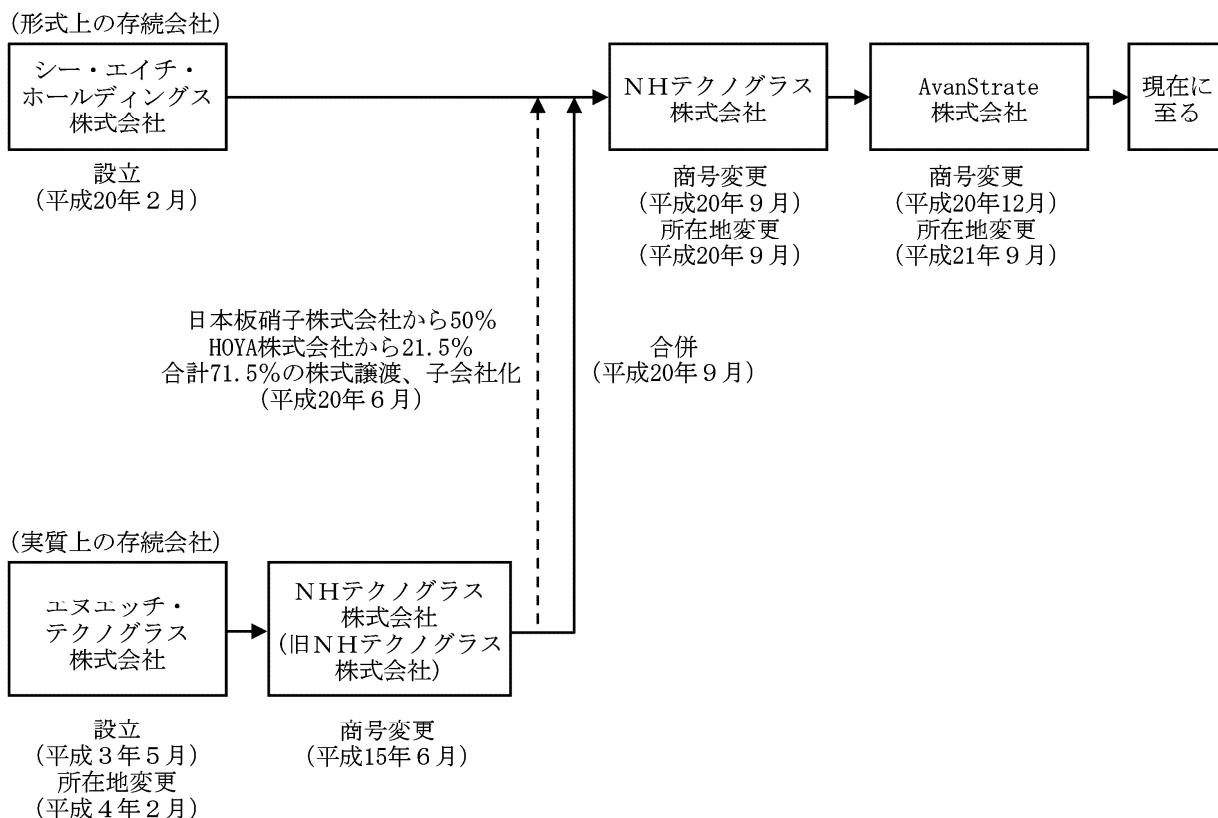 (形式上の存続会社)
シー・エイチ・
ホールディングス
株式会社
設立
(平成20年２月)
ＮＨテクノグラス
株式会社
商号変更
(平成20年９月)
所在地変更
(平成20年９月)
AvanStrate
株式会社
商号変更
(平成20年12月)
所在地変更
(平成21年９月)
現在に
至る
日本板硝子株式会社から50%
HOYA株式会社から21.5%
合計71.5%の株式譲渡、子会社化
(平成20年６月)
合併
(平成20年９月)
(実質上の存続会社)
エヌエッチ・
テクノグラス
株式会社
設立
(平成３年５月)
所在地変更
(平成４年２月)
ＮＨテクノグラス
株式会社
(旧ＮＨテクノグラス
株式会社)
商号変更
(平成15年６月)